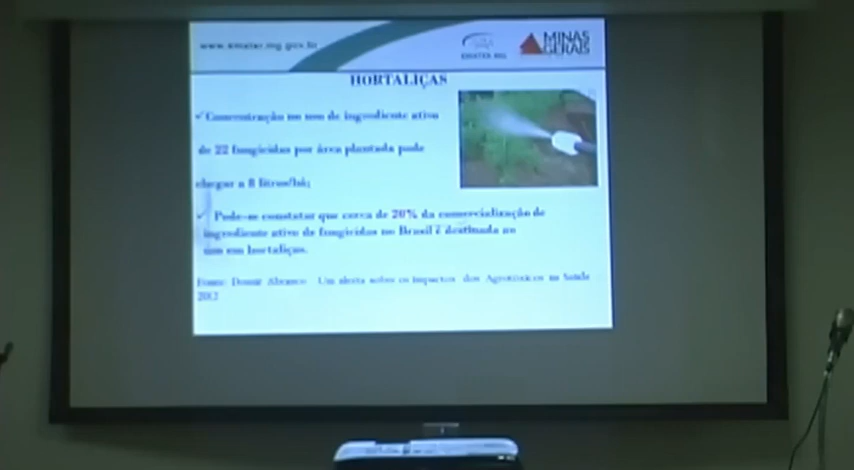 www.emater.mg.gov.br
EMATER-MG
MINAS
GERAIS
HORTALIÇAS
✓Concentração no uso de ingrediente ativo
de 22 fungicidas por área plantada pode
chegar a 8 litros/há;
✓ Pode-se constatar que cerca de 20% da comercialização de
ingrediente ativo de fungicidas no Brasil é destinada ao
uso em hortaliças.
Fonte: Dossiê Abrasco Um alerta sobre os impactos dos Agrotóxicos na Saúde
2012